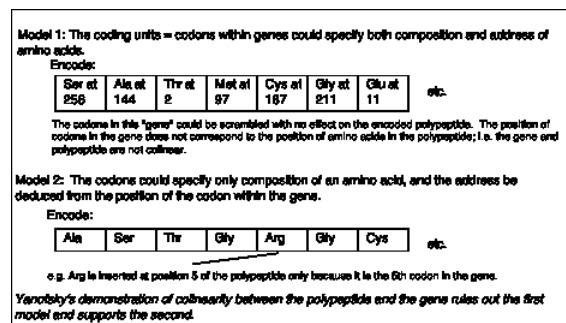 Model 1: The coding units = codons within genes could specify both composition and address of
amino acids.
Encode:
Ser at Ala at Thr at Met at Cys at Gly at Glu at
256 144 2 97 187 211 11 etc.
The codons in this "gene" could be scrambled with no effect on the encoded polypeptide. The position of
codons in the gene does not correspond to the position of amino acids in the polypeptide; i.e. the gene and
polypeptide are not colinear.
Model 2: The codons could specify only composition of an amino acid, and the address be
deduced from the position of the codon within the gene.
Encode:
Ala Ser Thr Gly Arg Gly Cys etc.
e.g. Arg is inserted at position 5 of the polypeptide only because it is the 5th codon in the gene.
Yanofsky's demonstration of colinearity between the polypeptide and the gene rules out the first
model and supports the second.